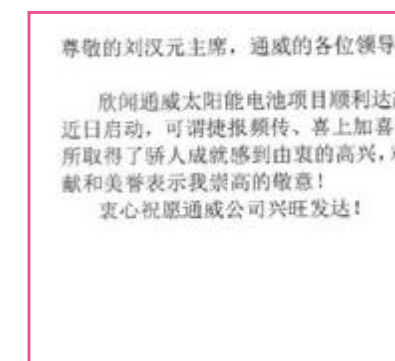 尊敬的刘汉元主席，通威的各位领导
欣闻通威太阳能电池项目顺利达
近日启动，可谓捷报频传、喜上加喜
所取得了骄人成就感到由衷的高兴，
献和美誉表示我崇高的敬意！
衷心祝愿通威公司兴旺发达！